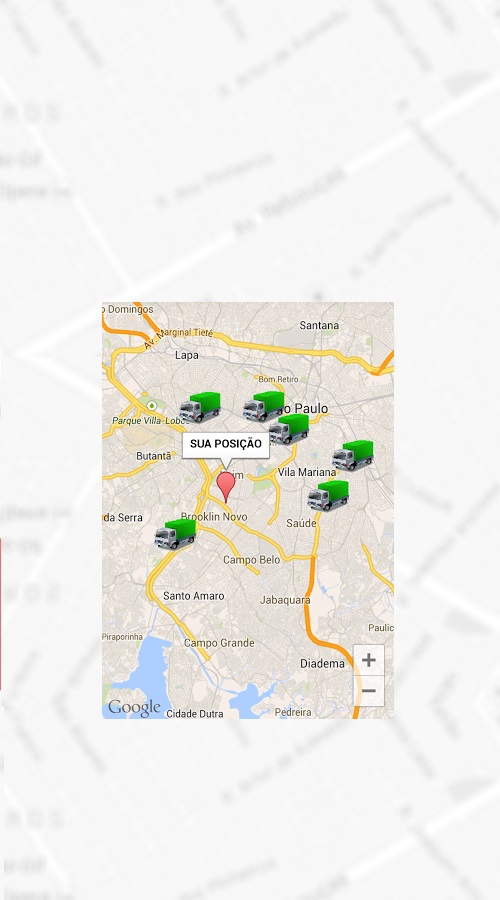 o Domingos
Santana
Marginal Tietê
Av.
Lapa
Bom Retiro
o Paulo
Parque Villa-Lobos
SUA POSIÇÃO
Butantã
Vila Mariana
da Serra
Brooklin Novo
Saúde
Campo Belo
Santo Amaro
Jabaquara
Paulic
Piraporinha
Campo Grande
Diadema
+
−
Google
Cidade Dutra
Pedreira